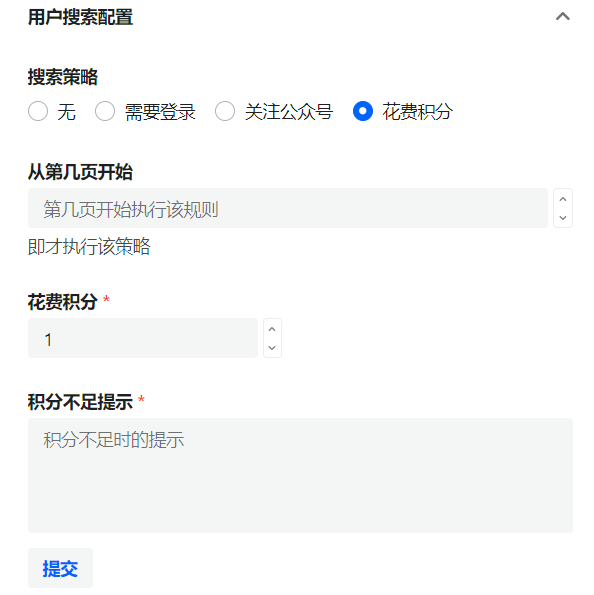 用户搜索配置
搜索策略
无 需要登录 关注公众号 花费积分
从第几页开始
第几页开始执行该规则
即才执行该策略
花费积分 *
1
积分不足提示 *
积分不足时的提示
提交